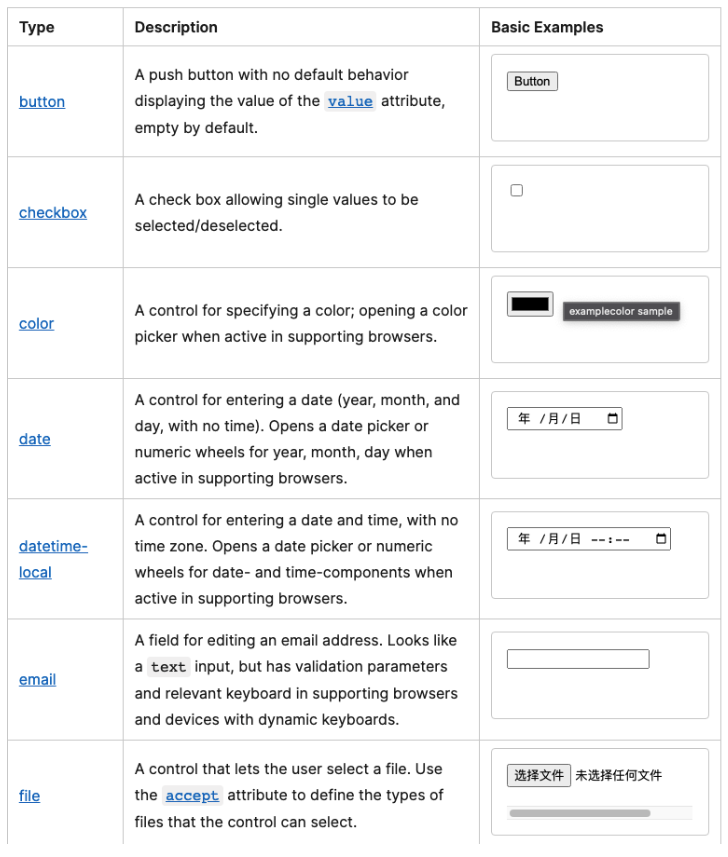 Type Description Basic Examples
button
A push button with no default behavior
displaying the value of the value attribute,
empty by default.
Button
checkbox
A check box allowing single values to be
selected/deselected.
color
A control for specifying a color; opening a color
picker when active in supporting browsers.
examplecolor sample
date
A control for entering a date (year, month, and
day, with no time). Opens a date picker or
numeric wheels for year, month, day when
active in supporting browsers.
年 /月/日
datetime-
local
A control for entering a date and time, with no
time zone. Opens a date picker or numeric
wheels for date- and time-components when
active in supporting browsers.
年 /月/日 --:--
email
A field for editing an email address. Looks like
a text input, but has validation parameters
and relevant keyboard in supporting browsers
and devices with dynamic keyboards.
file
A control that lets the user select a file. Use
the accept attribute to define the types of
files that the control can select.
选择文件 未选择任何文件